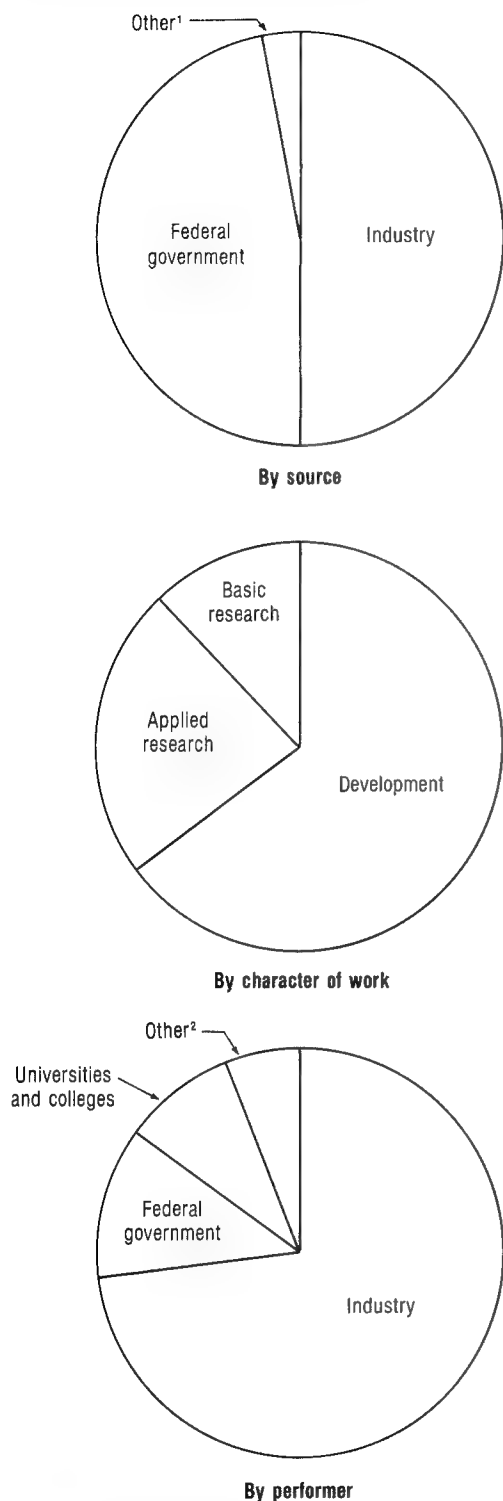 Other¹
Federal
government
Industry
By source
Basic
research
Applied
research
Development
By character of work
Other²
Universities
and colleges
Federal
government
Industry
By performer